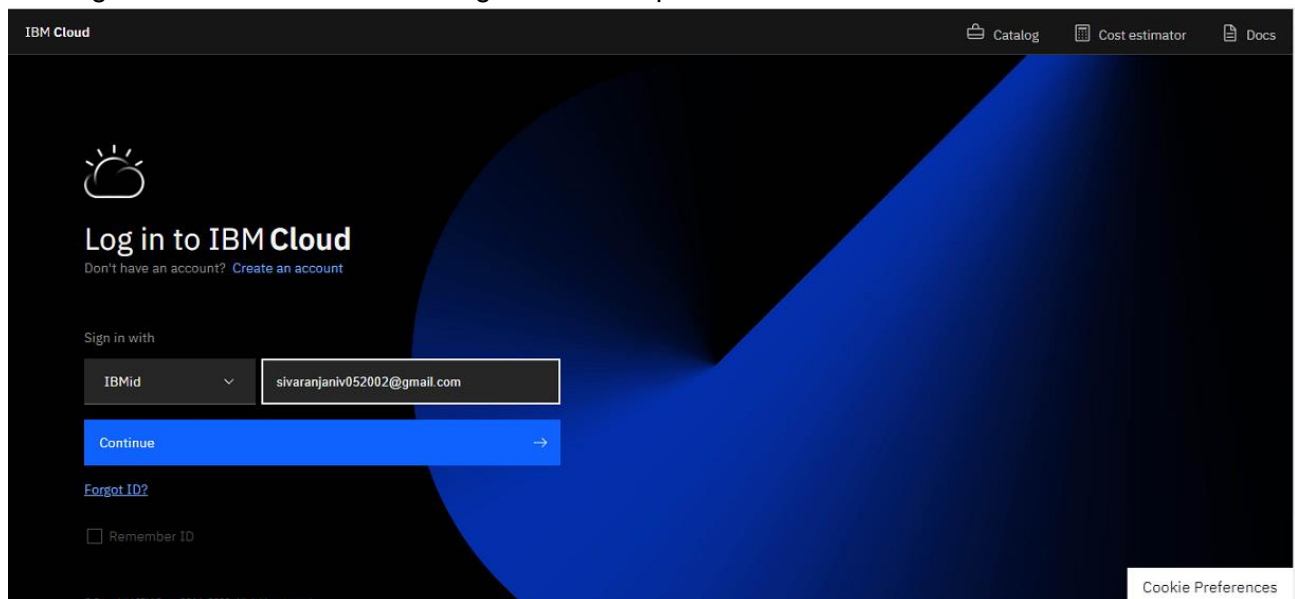 IBM Cloud
Catalog
Cost estimator
Docs
Log in to IBM Cloud
Don't have an account? Create an account
Sign in with
IBMid
sivaranjaniv052002@gmail.com
Continue
Forgot ID?
Remember ID
Cookie Preferences